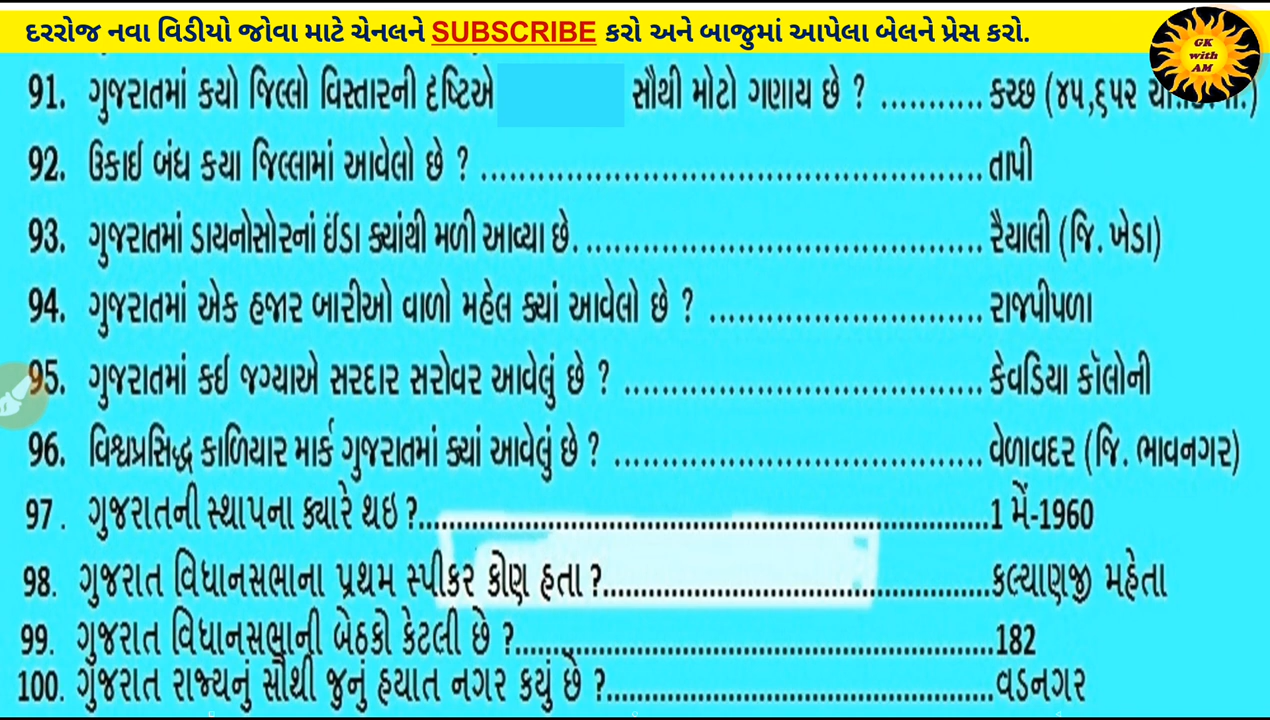 દરરોજ નવા વિડીયો જોવા માટે ચેનલને SUBSCRIBE કરો અને બાજુમાં આપેલા બેલને પ્રેસ કરો.
GK
with
AM
91. ગુજરાતમાં કયો જિલ્લો વિસ્તારની દૃષ્ટિએ સૌથી મોટો ગણાય છે ? ............ કચ્છ (૪૫,૬૫૨
92. ઉકાઈ બંધ કયા જિલ્લામાં આવેલો છે ? ............ તાપી
93. ગુજરાતમાં ડાયનોસોરનાં ઈંડા ક્યાંથી મળી આવ્યા છે. ............ રૈયાલી (જિ. ખેડા)
94. ગુજરાતમાં એક હજાર બારીઓ વાળો મહેલ ક્યાં આવેલો છે ? ............ રાજપીપળા
95. ગુજરાતમાં કઈ જગ્યાએ સરદાર સરોવર આવેલું છે ? ............ કેવડિયા કૉલોની
96. વિશ્વપ્રસિદ્ધ કાળિયાર માર્ક ગુજરાતમાં ક્યાં આવેલું છે ? ............ વેળાવદર (જિ. ભાવનગર)
97 . ગુજરાતની સ્થાપના ક્યારે થઇ ?............1 મેં-1960
98. ગુજરાત વિધાનસભાના પ્રથમ સ્પીકર કોણ હતા ?............કલ્યાણજી મહેતા
99. ગુજરાત વિધાનસભાની બેઠકો કેટલી છે ?............182
100. ગુજરાત રાજ્યનું સૌથી જુનું હયાત નગર કયું છે ?............વડનગર